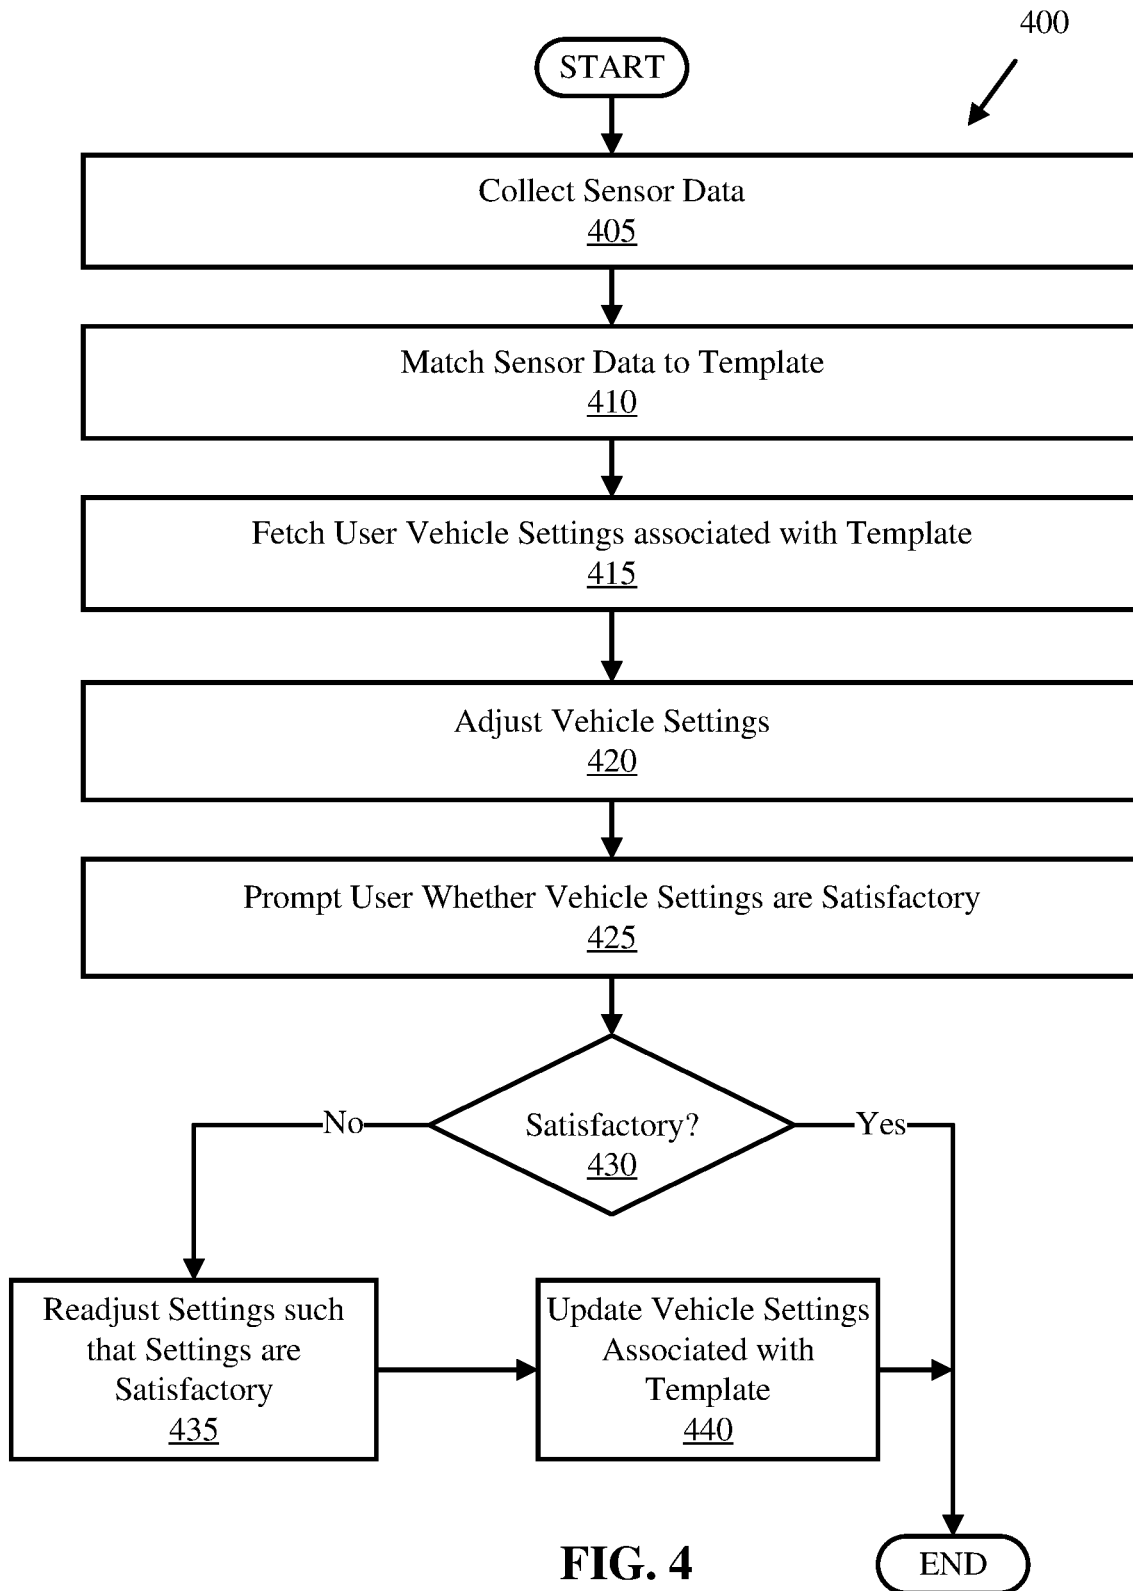 400
START
Collect Sensor Data
405
Match Sensor Data to Template
410
Fetch User Vehicle Settings associated with Template
415
Adjust Vehicle Settings
420
Prompt User Whether Vehicle Settings are Satisfactory
425
No
Satisfactory?
430
Yes
Readjust Settings such
that Settings are
Satisfactory
435
Update Vehicle Settings
Associated with
Template
440
FIG. 4
END